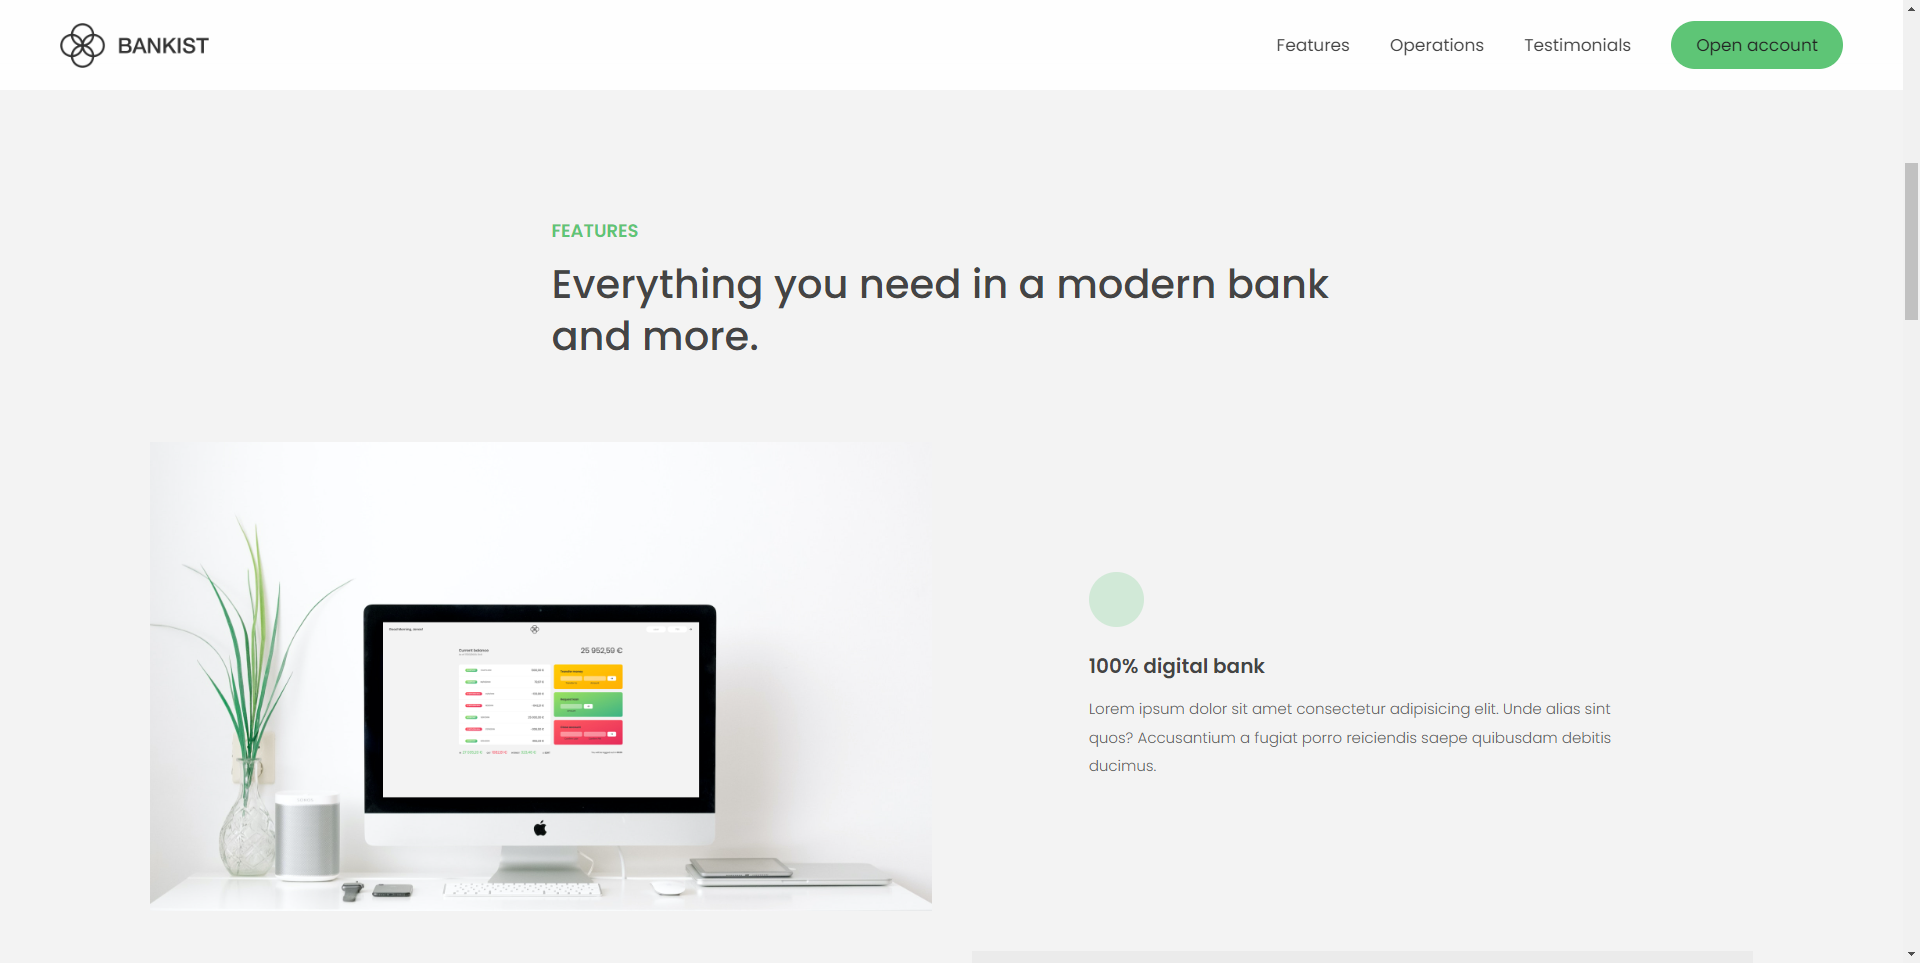 BANKIST
Features
Operations
Testimonials
Open account
FEATURES
Everything you need in a modern bank
and more.
Current balance
25 952,59 €
100% digital bank
Lorem ipsum dolor sit amet consectetur adipisicing elit. Unde alias sint
quos? Accusantium a fugiat porro reiciendis saepe quibusdam debitis
ducimus.